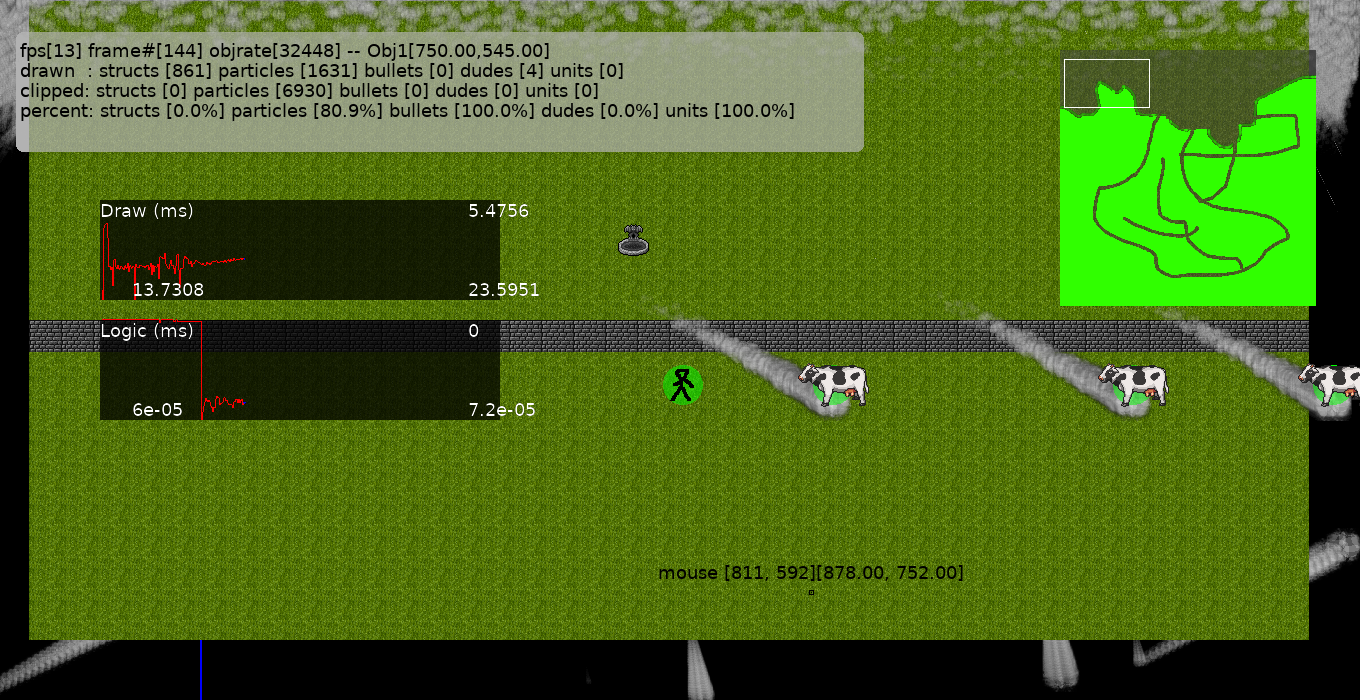 fps[13] frame#[144] objrate[32448] -- Obj1[750.00,545.00]
drawn  : structs [861] particles [1631] bullets [0] dudes [4] units [0]
clipped: structs [0] particles [6930] bullets [0] dudes [0] units [0]
percent: structs [0.0%] particles [80.9%] bullets [100.0%] dudes [0.0%] units [100.0%]
Draw (ms) 5.4756
13.7308 23.5951
Logic (ms) 0
6e-05 7.2e-05
mouse [811, 592][878.00, 752.00]